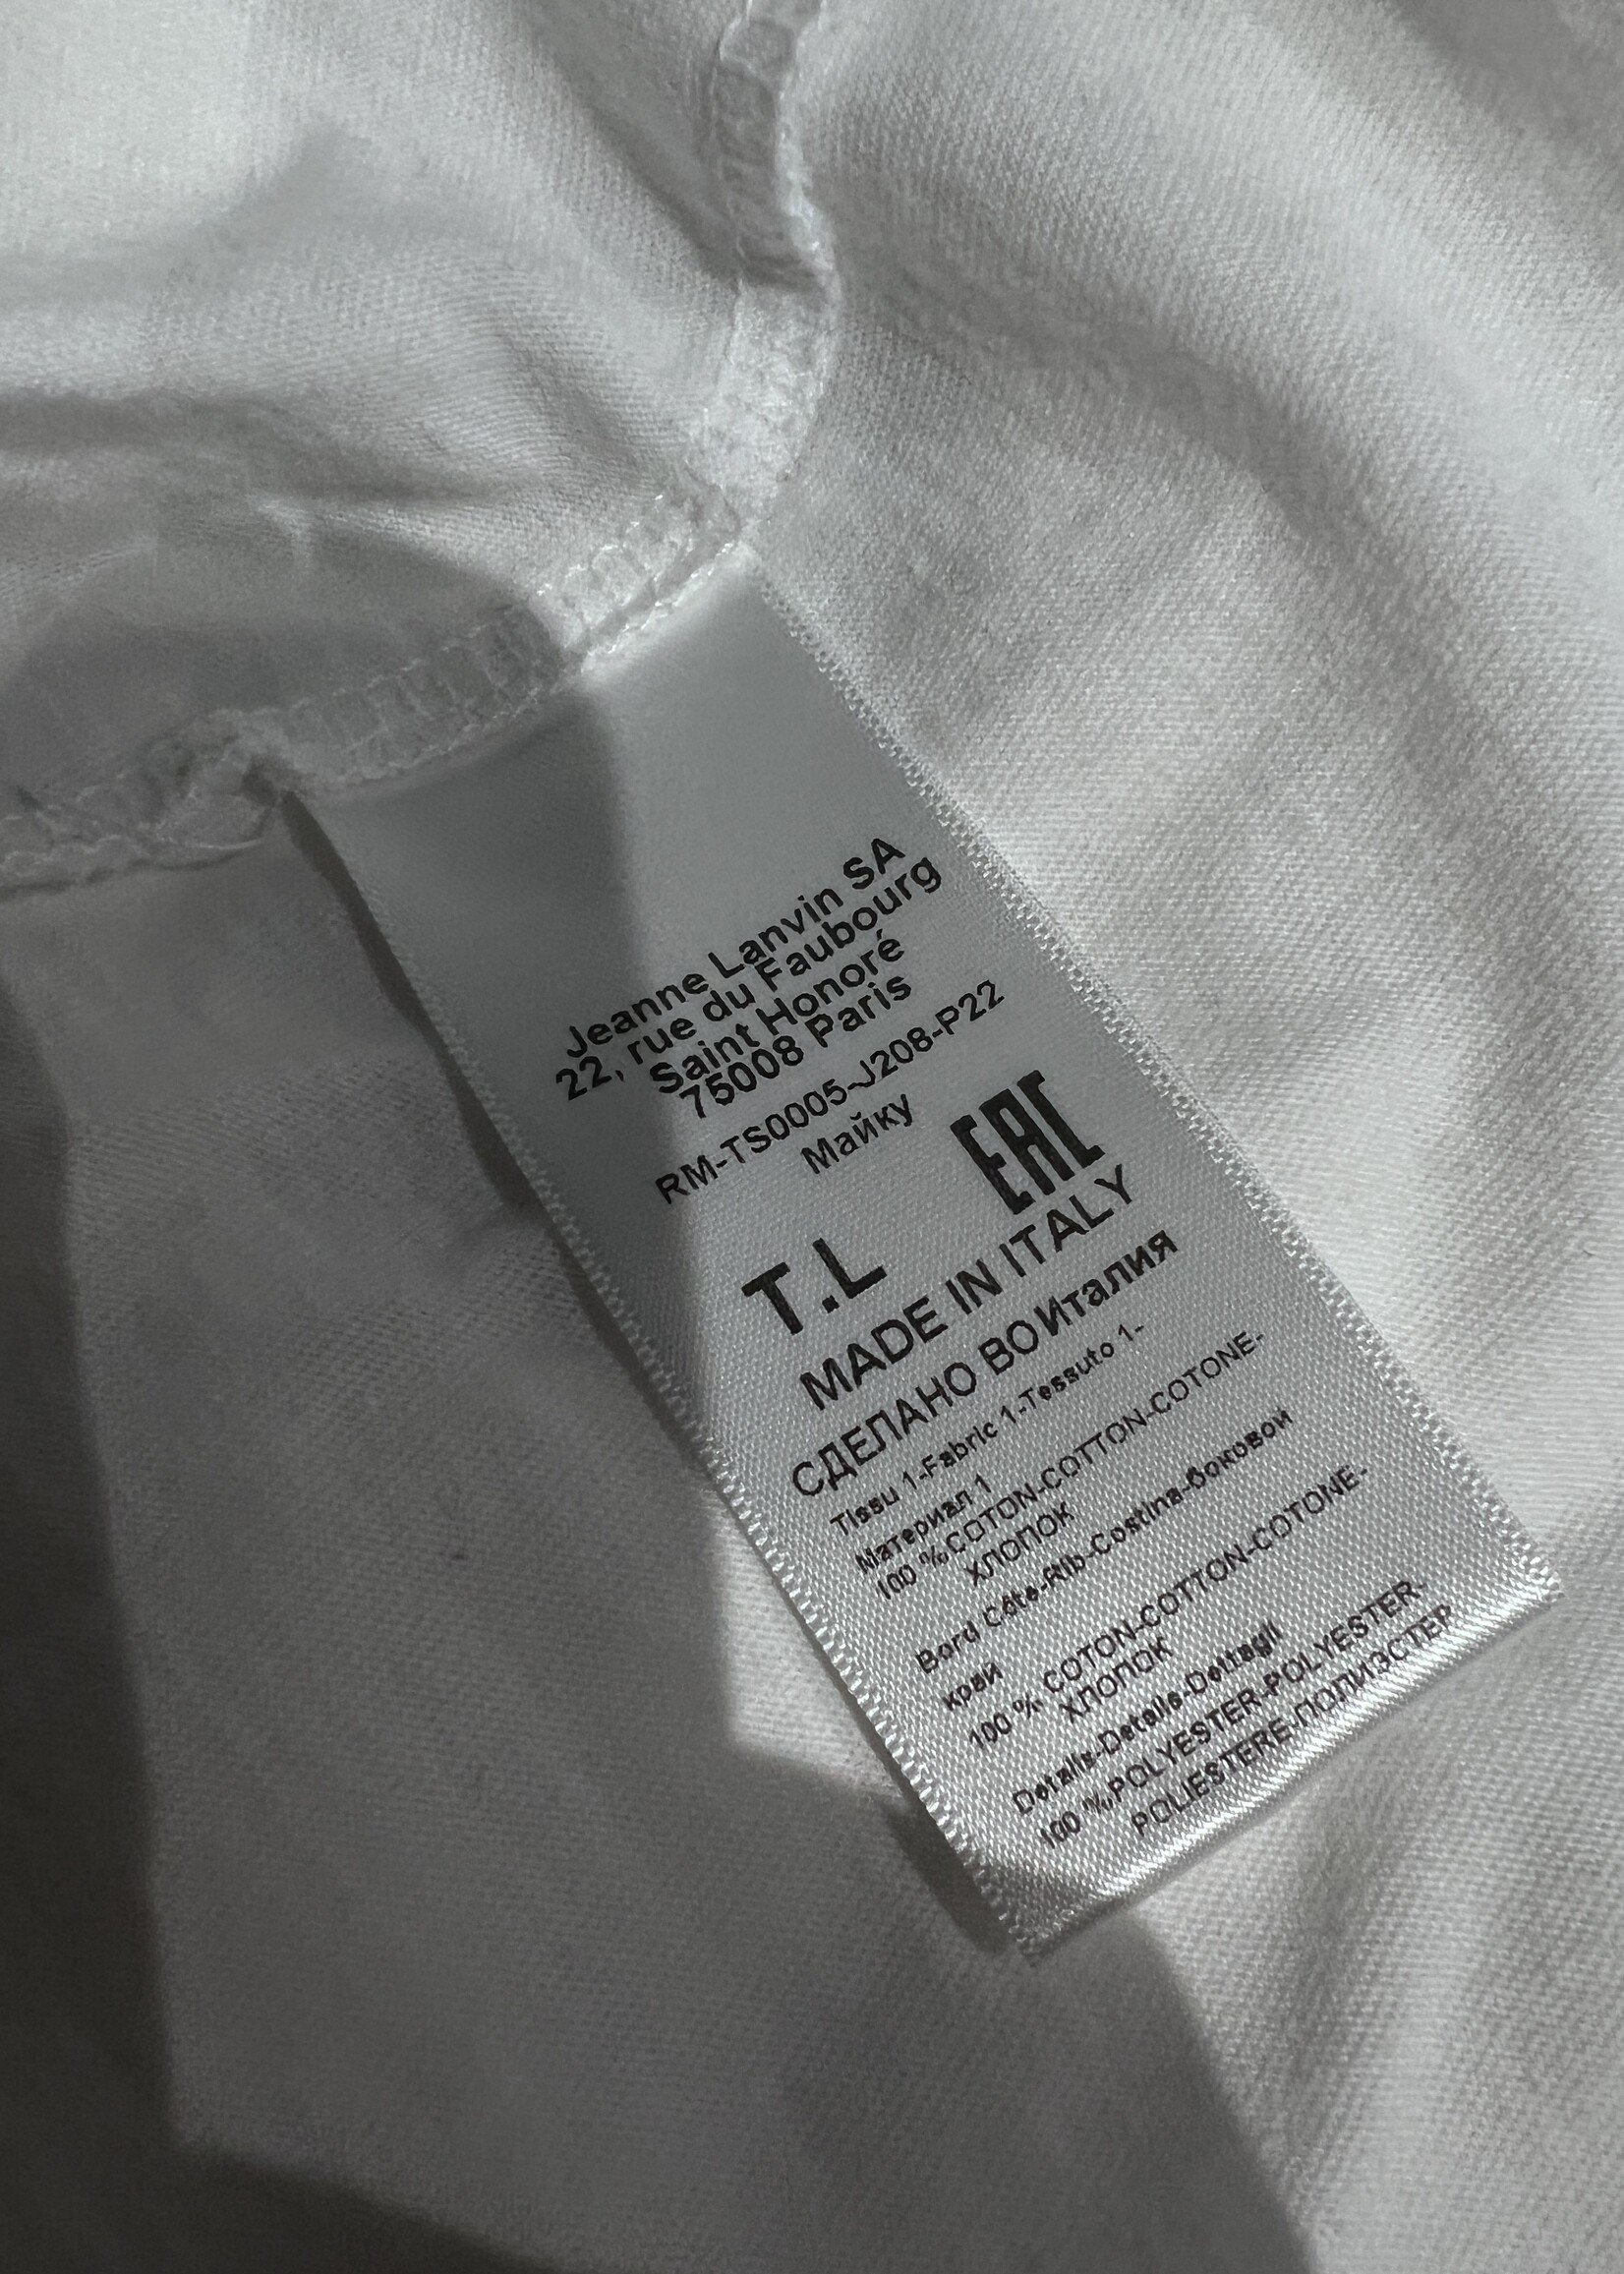 Jeanne Lanvin SA
22, rue du Faubourg
Saint Honoré
75008 Paris
RM-TS0005-J208-P22
Майку
EAC
T.L
MADE IN ITALY
СДЕЛАНО ВО Италия
Tissu 1-Fabric 1-Tessuto 1-
Материал 1
100 %COTON-COTTON-COTONE-
ХЛОПОК
Bord Côte-Rib-Costina-боковой
край
100 % COTON-COTTON-COTONE-
ХЛОПОК
Details-Details-Dettagli
100 %POLYESTER-POLYESTER-
POLIESTERE-ПОЛИЭСТЕР